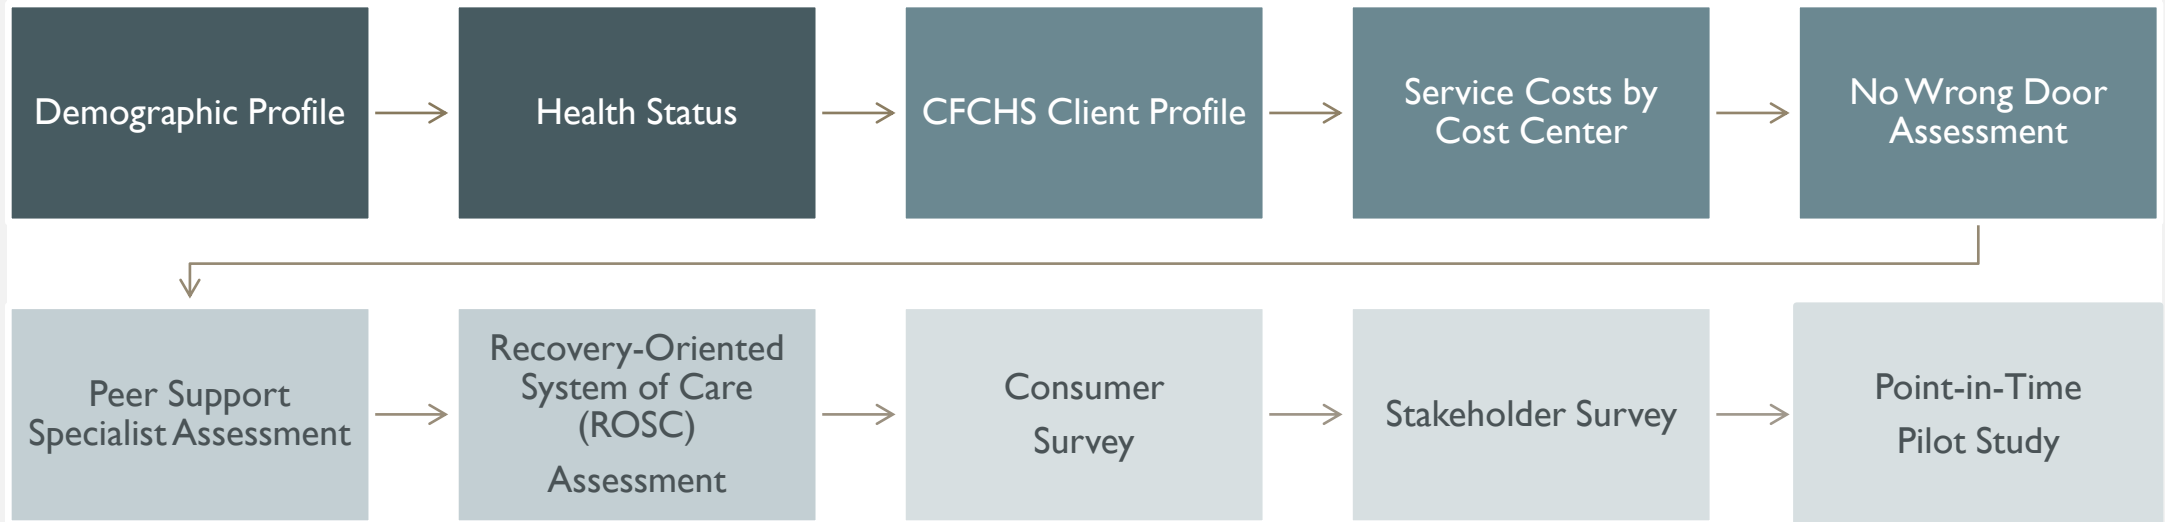 Demographic Profile
Health Status
CFCHS Client Profile
Service Costs by
Cost Center
No Wrong Door
Assessment
Peer Support
Specialist Assessment
Recovery-Oriented
System of Care
(ROSC)
Assessment
Consumer
Survey
Stakeholder Survey
Point-in-Time
Pilot Study